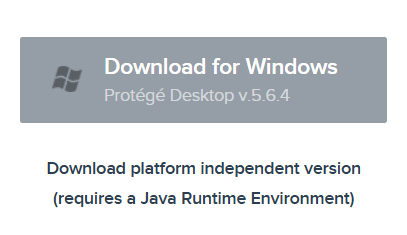 Download for Windows
Protégé Desktop v.5.6.4
Download platform independent version
(requires a Java Runtime Environment)